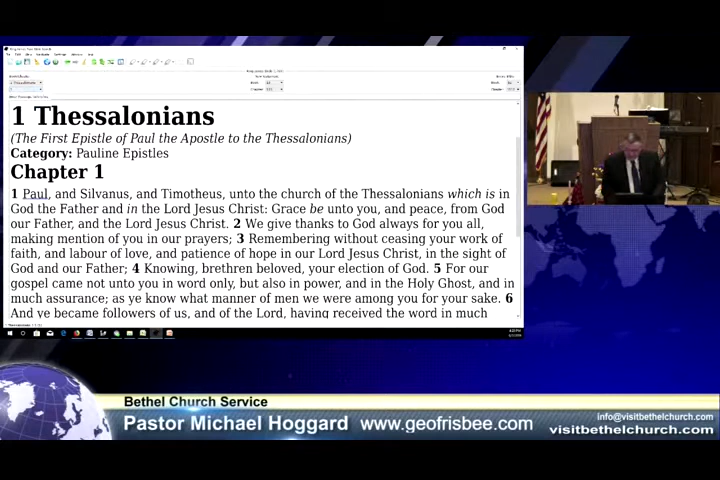 1 Thessalonians
(The First Epistle of Paul the Apostle to the Thessalonians)
Category: Pauline Epistles
Chapter 1
1 Paul, and Silvanus, and Timotheus, unto the church of the Thessalonians which is in
God the Father and in the Lord Jesus Christ: Grace be unto you, and peace, from God
our Father, and the Lord Jesus Christ. 2 We give thanks to God always for you all,
making mention of you in our prayers; 3 Remembering without ceasing your work of
faith, and labour of love, and patience of hope in our Lord Jesus Christ, in the sight of
God and our Father; 4 Knowing, brethren beloved, your election of God. 5 For our
gospel came not unto you in word only, but also in power, and in the Holy Ghost, and in
much assurance; as ye know what manner of men we were among you for your sake. 6
And ye became followers of us, and of the Lord, having received the word in much
Bethel Church Service
Pastor Michael Hoggard www.geofrisbee.com
info@visitbethelchurch.com
visitbethelchurch.com